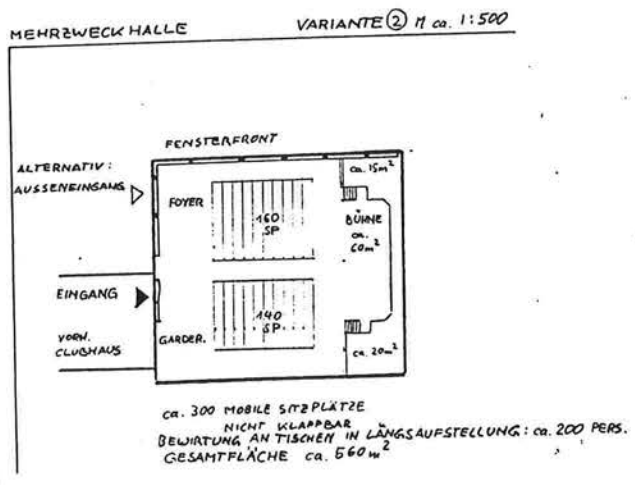 MEHRZWECKHALLE
VARIANTE ② M ca. 1:500
FENSTERFRONT
ALTERNATIV:
AUSSENEINGANG
FOYER
160
SP
ca. 15m²
BÜHNE
ca.
60m²
EINGANG
VORH.
CLUBHAUS
GARDER.
140
SP.
ca. 20m²
ca. 300 MOBILE SITZPLÄTZE
NICHT KLAPPBAR
BEWIRTUNG AN TISCHEN IN LÄNGSAUFSTELLUNG: ca. 200 PERS.
GESAMTFLÄCHE ca. 560m²